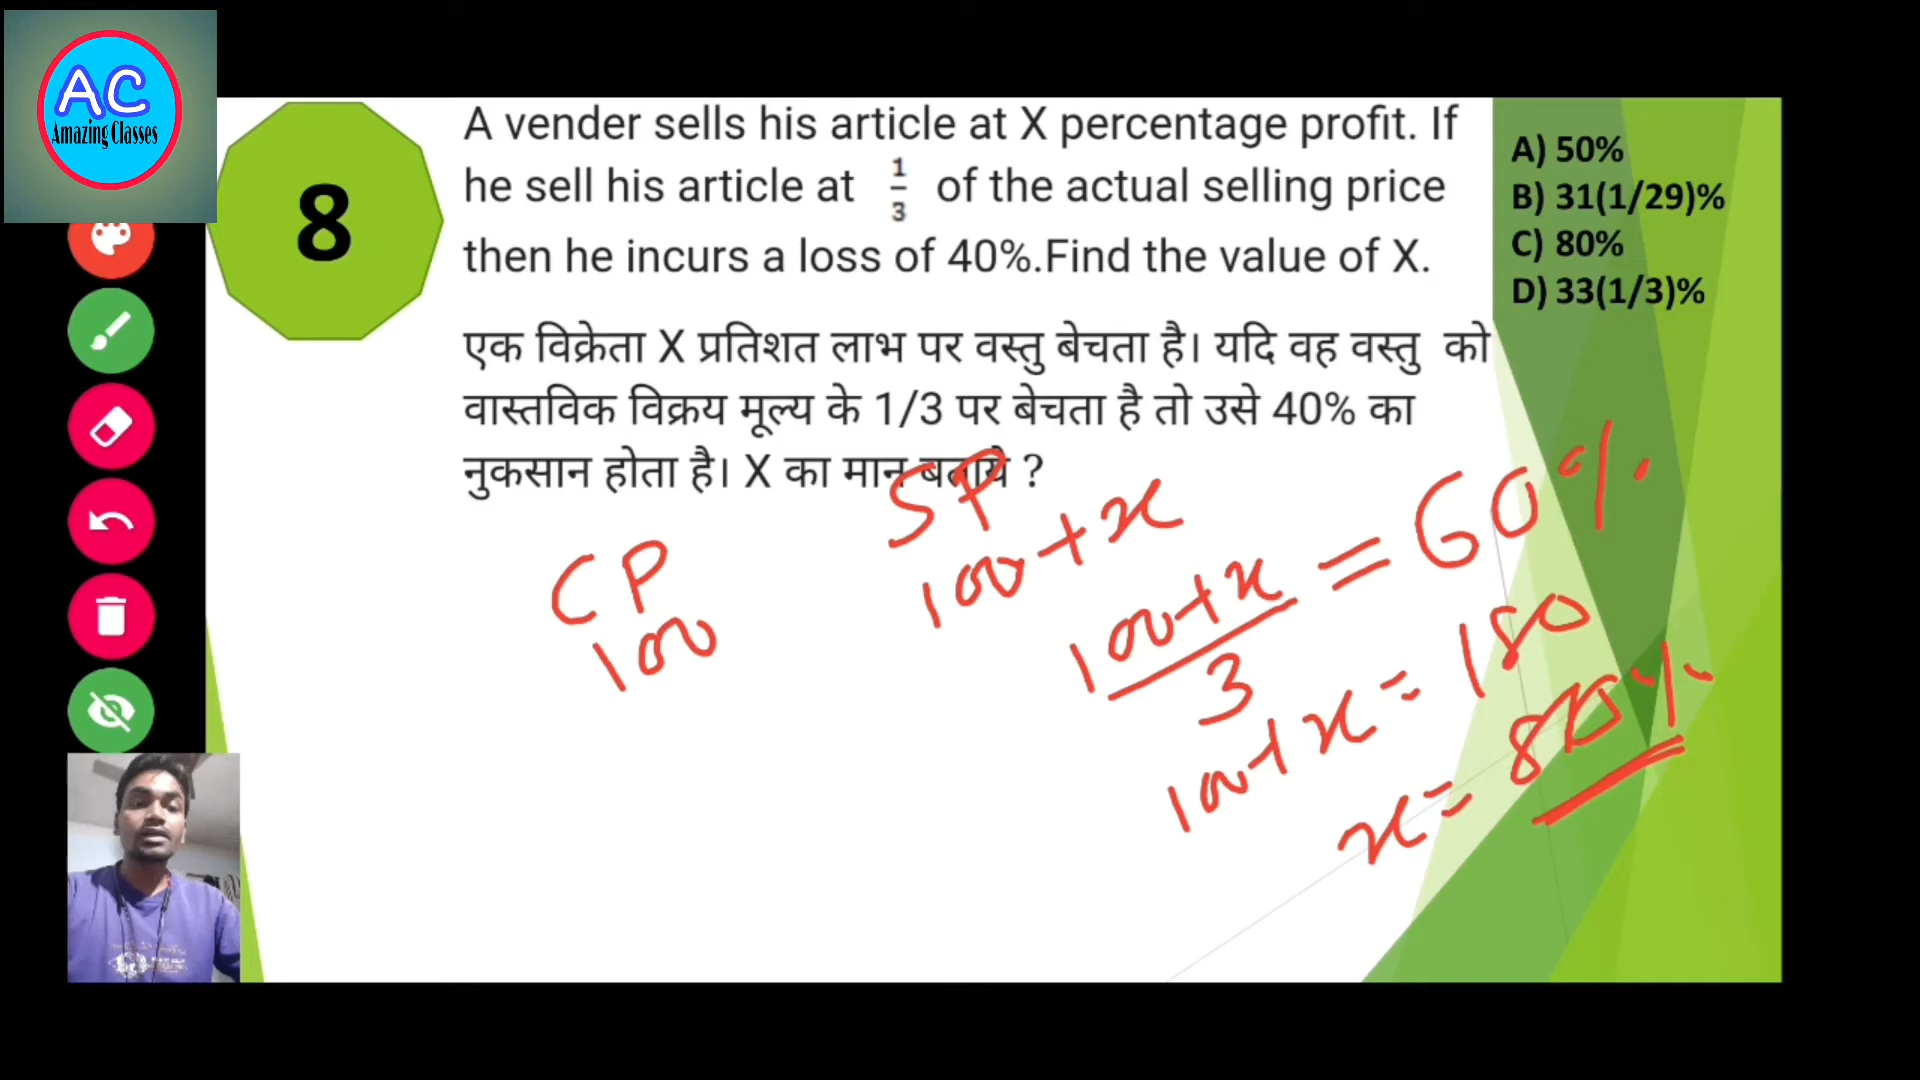 AC
Amazing Classes
8
A vender sells his article at X percentage profit. If
he sell his article at 1/3 of the actual selling price
then he incurs a loss of 40%.Find the value of X.
A) 50%
B) 31(1/29)%
C) 80%
D) 33(1/3)%
एक विक्रेता X प्रतिशत लाभ पर वस्तु बेचता है। यदि वह वस्तु को
वास्तविक विक्रय मूल्य के 1/3 पर बेचता है तो उसे 40% का
नुकसान होता है। X का मान बताये ?
CP
100
SP
100+x
100+x/3 = 60%
100+x = 180
x = 80%